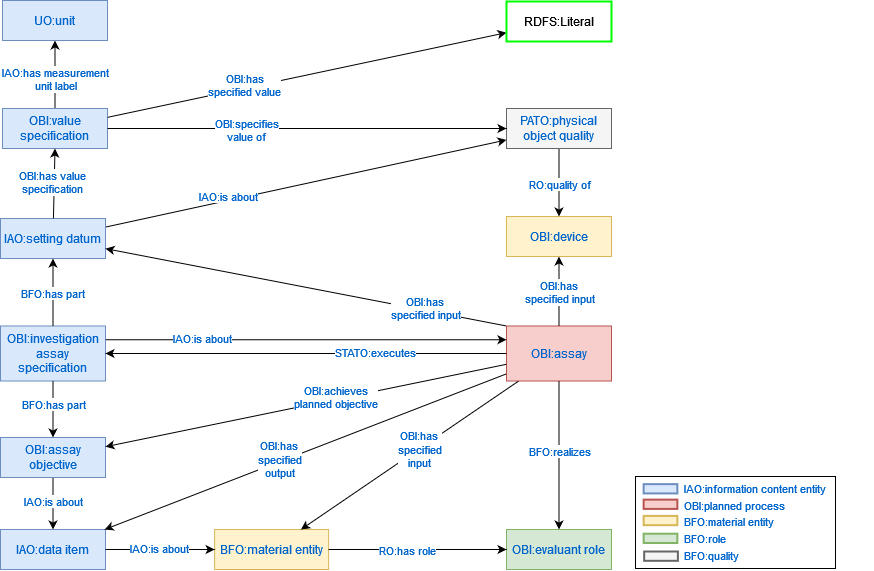 UO:unit
RDFS:Literal
IAO:has measurement
unit label
OBI:has
specified value
OBI:value
specification
OBI:specifies
value of
PATO:physical
object quality
OBI:has value
specification
IAO:is about
RO:quality of
IAO:setting datum
OBI:device
BFO:has part
OBI:has
specified input
OBI:has
specified input
OBI:investigation
assay
specification
IAO:is about
STATO:executes
OBI:assay
BFO:has part
OBI:achieves
planned objective
OBI:assay
objective
OBI:has
specified
output
OBI:has
specified
input
BFO:realizes
IAO:is about
IAO:data item
IAO:is about
BFO:material entity
RO:has role
OBI:evaluant role
IAO:information content entity
OBI:planned process
BFO:material entity
BFO:role
BFO:quality